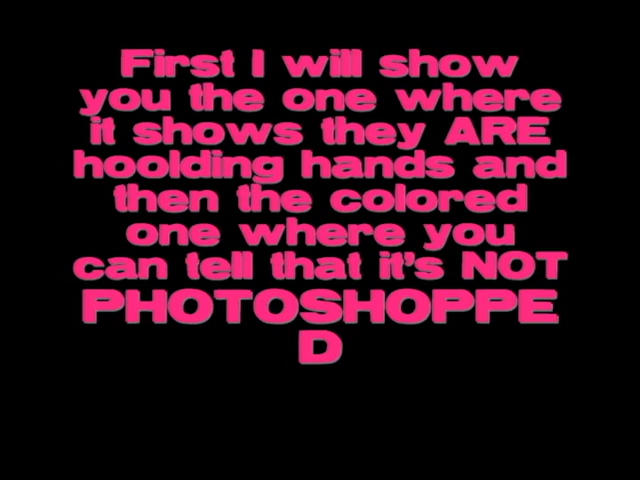 First I will show
you the one where
it shows they ARE
hoolding hands and
then the colored
one where you
can tell that it's NOT
PHOTOSHOPPE
D